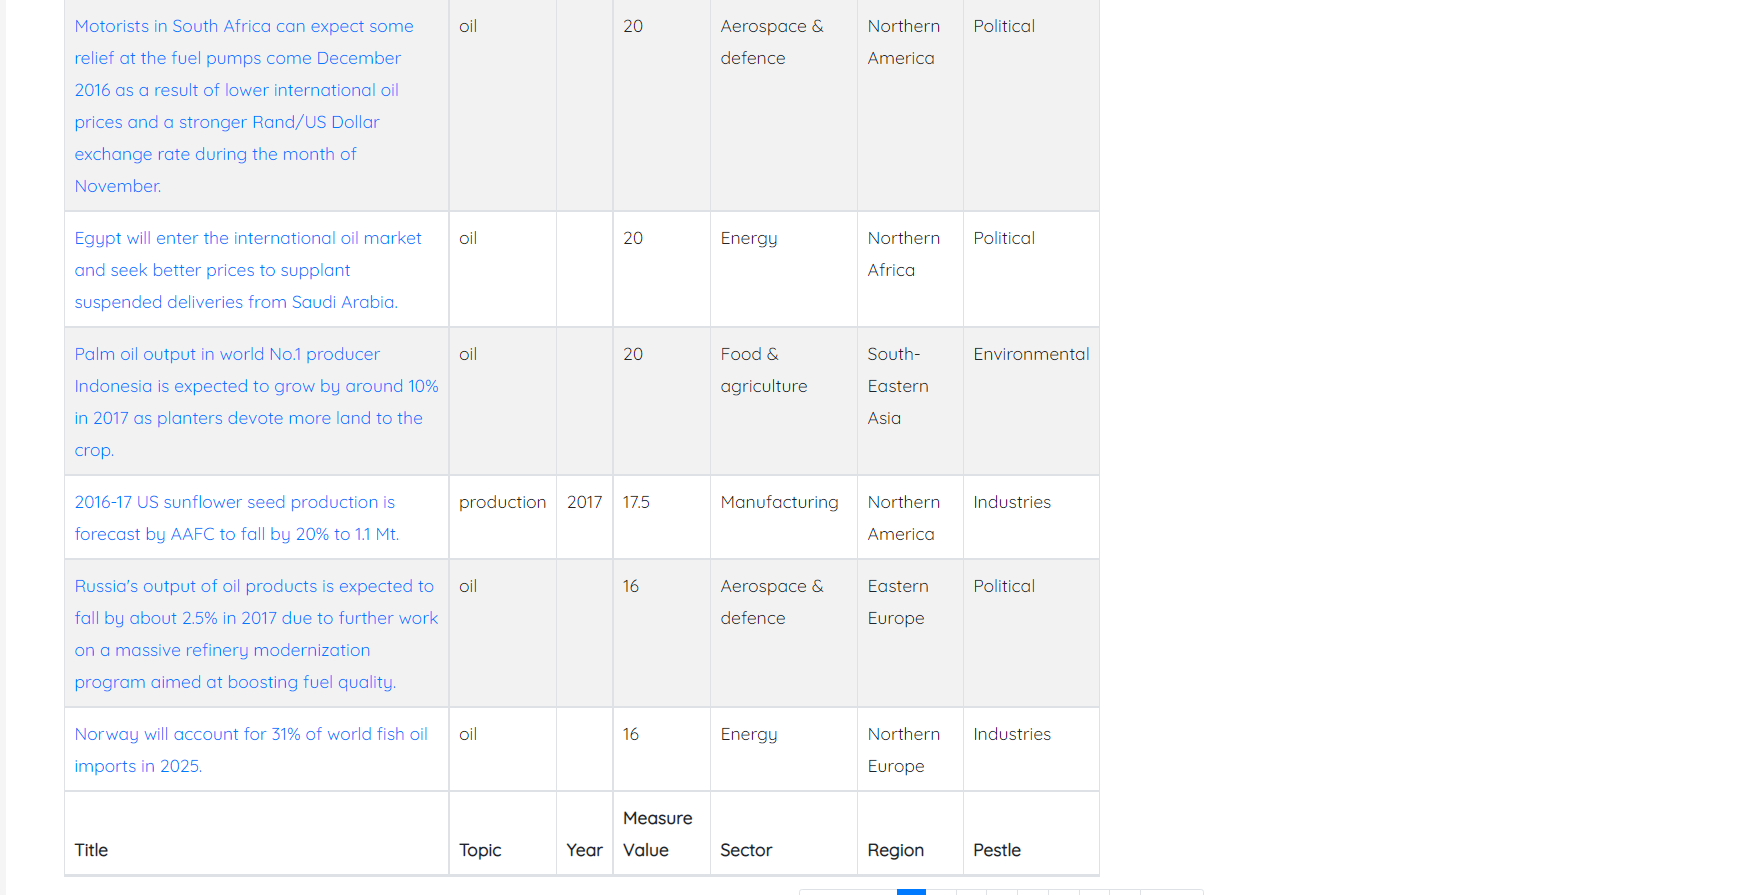 Motorists in South Africa can expect some oil 20 Aerospace & Northern Political
relief at the fuel pumps come December defence America
2016 as a result of lower international oil
prices and a stronger Rand/US Dollar
exchange rate during the month of
November.
Egypt will enter the international oil market oil 20 Energy Northern Political
and seek better prices to supplant Africa
suspended deliveries from Saudi Arabia.
Palm oil output in world No.1 producer oil 20 Food & South- Environmental
Indonesia is expected to grow by around 10% agriculture Eastern
in 2017 as planters devote more land to the Asia
crop.
2016-17 US sunflower seed production is production 2017 17.5 Manufacturing Northern Industries
forecast by AAFC to fall by 20% to 1.1 Mt. America
Russia's output of oil products is expected to oil 16 Aerospace & Eastern Political
fall by about 2.5% in 2017 due to further work defence Europe
on a massive refinery modernization
program aimed at boosting fuel quality.
Norway will account for 31% of world fish oil oil 16 Energy Northern Industries
imports in 2025. Europe
Measure
Title Topic Year Value Sector Region Pestle